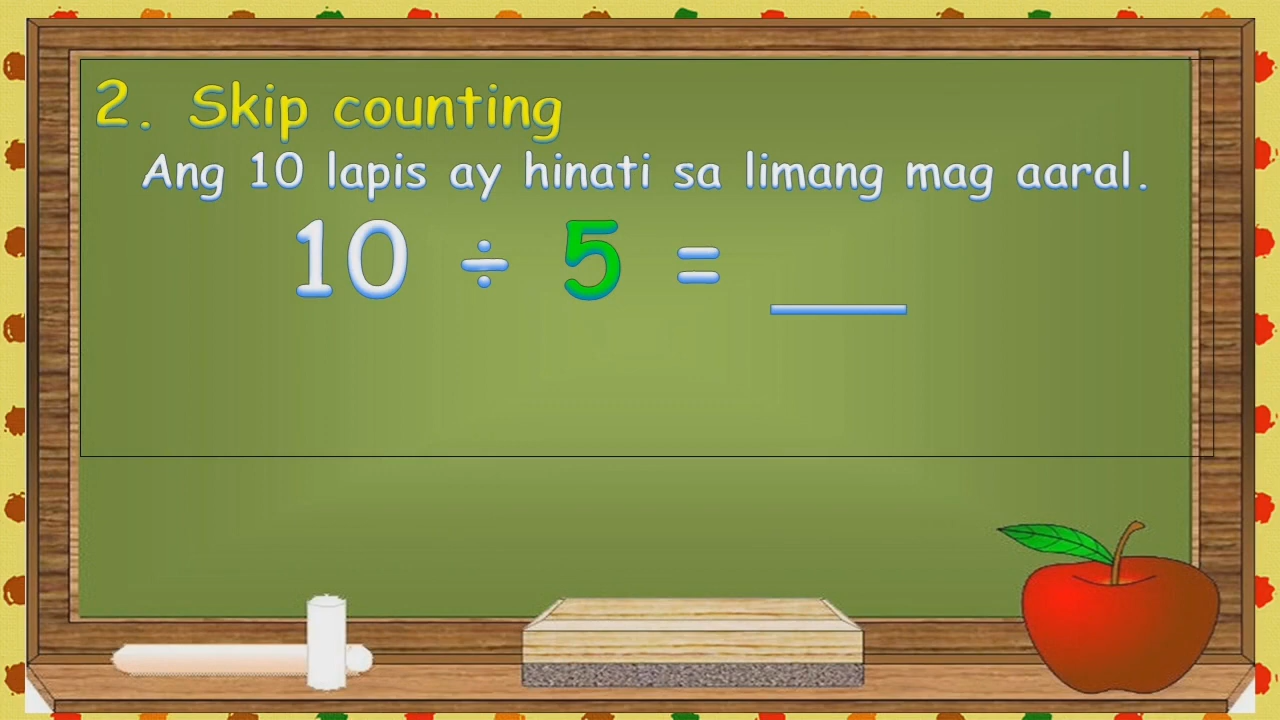 2. Skip counting
Ang 10 lapis ay hinati sa limang mag aaral.
10 ÷ 5 = ___